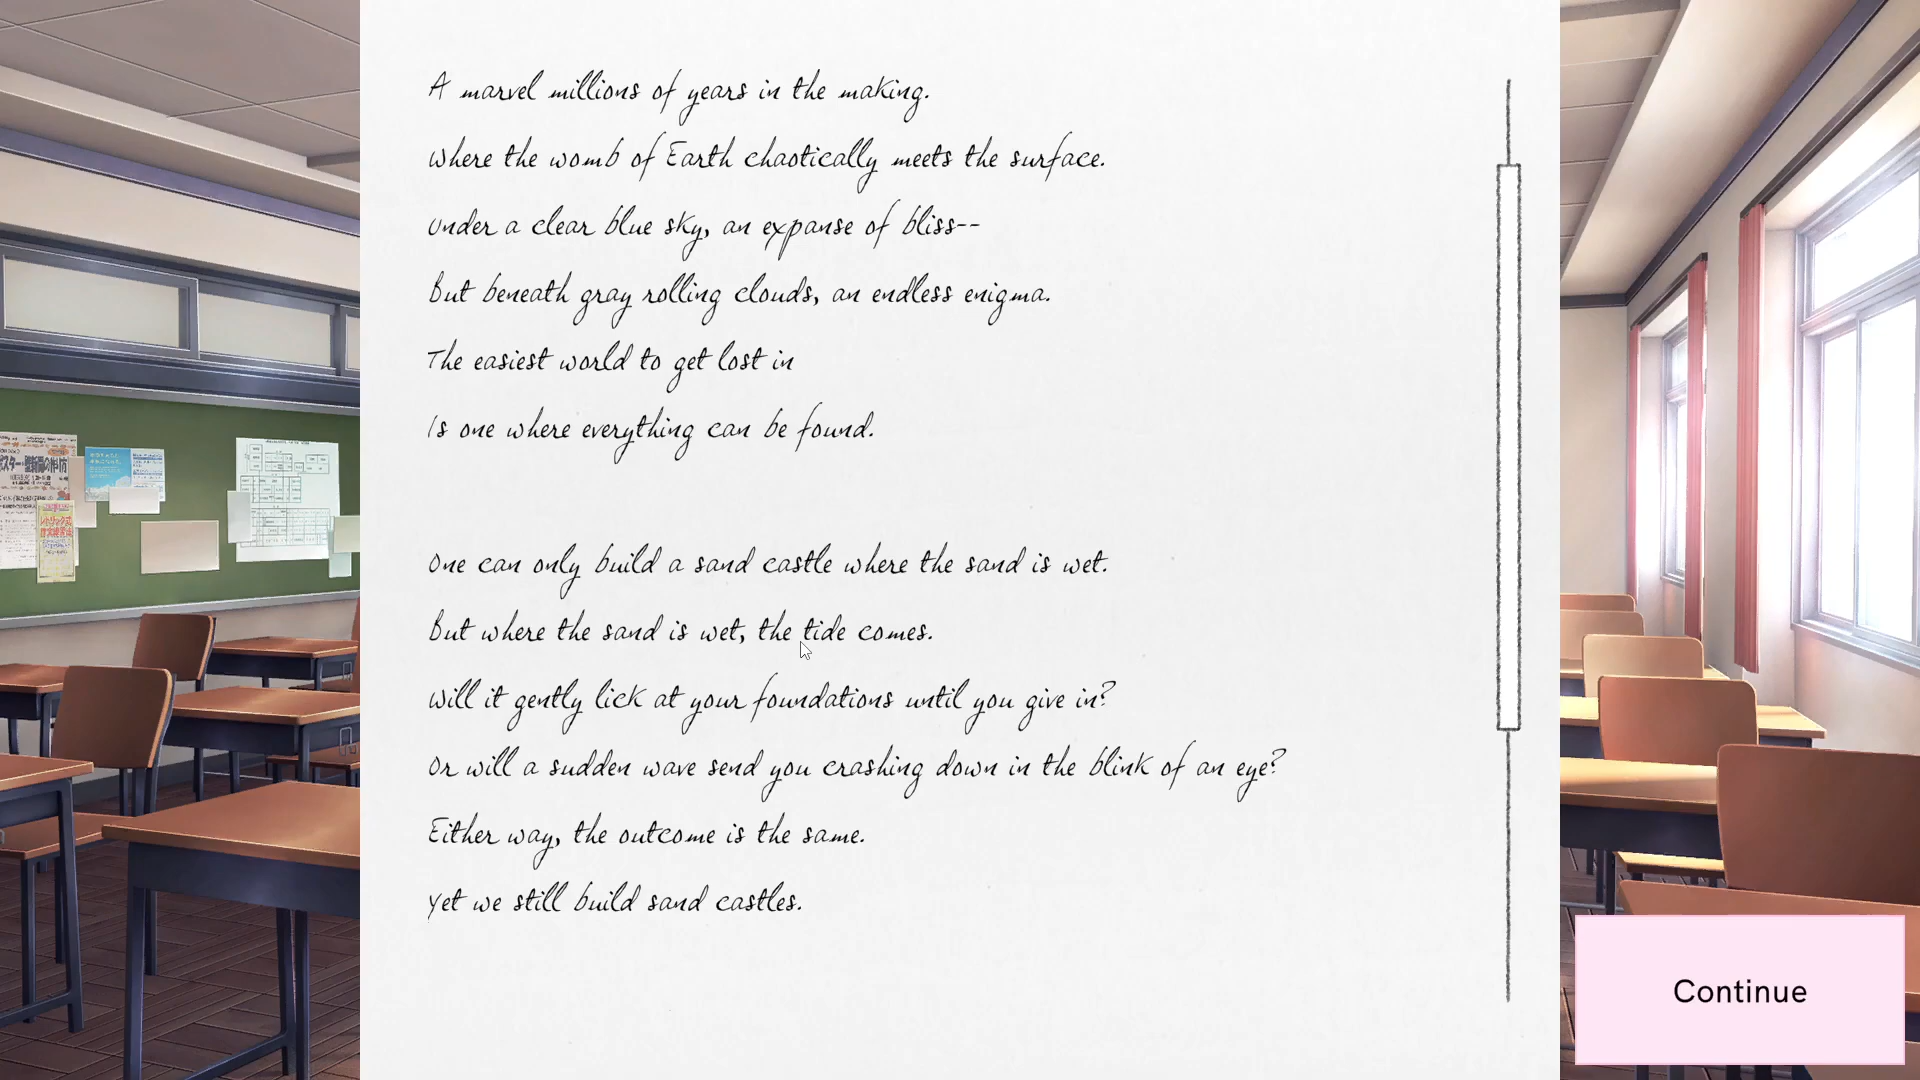 A marvel millions of years in the making.
Where the womb of Earth chaotically meets the surface.
Under a clear blue sky, an expanse of bliss--
But beneath gray rolling clouds, an endless enigma.
The easiest world to get lost in
Is one where everything can be found.
One can only build a sand castle where the sand is wet.
But where the sand is wet, the tide comes.
Will it gently lick at your foundations until you give in?
Or will a sudden wave send you crashing down in the blink of an eye?
Either way, the outcome is the same.
Yet we still build sand castles.
Continue